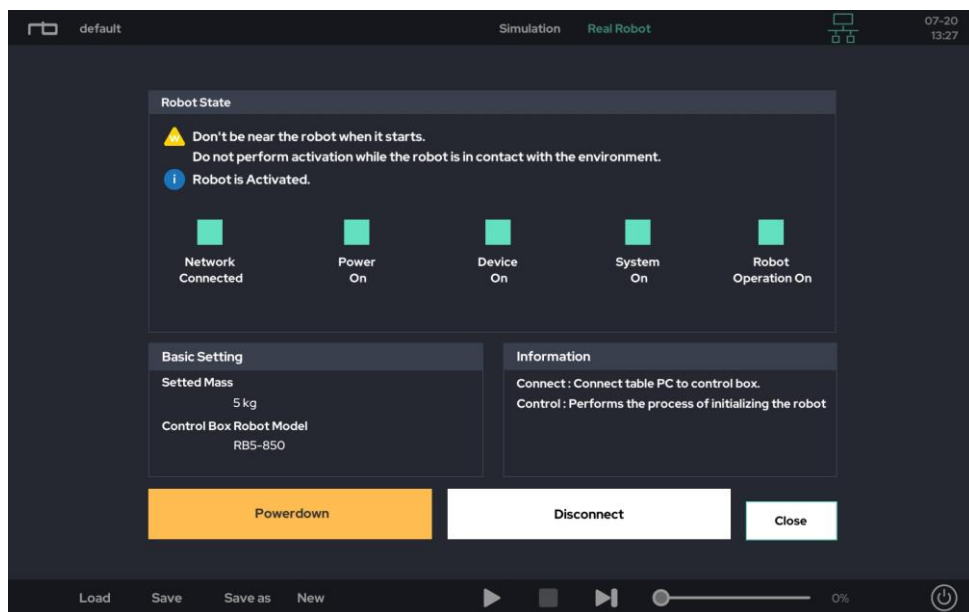 default
Simulation Real Robot
07-20
13:27
Robot State
Don't be near the robot when it starts.
Do not perform activation while the robot is in contact with the environment.
Robot is Activated.
Network
Connected
Power
On
Device
On
System
On
Robot
Operation On
Basic Setting
Setted Mass
5 kg
Control Box Robot Model
RB5-850
Information
Connect : Connect table PC to control box.
Control : Performs the process of initializing the robot
Powerdown
Disconnect
Close
Load Save Save as New
0%